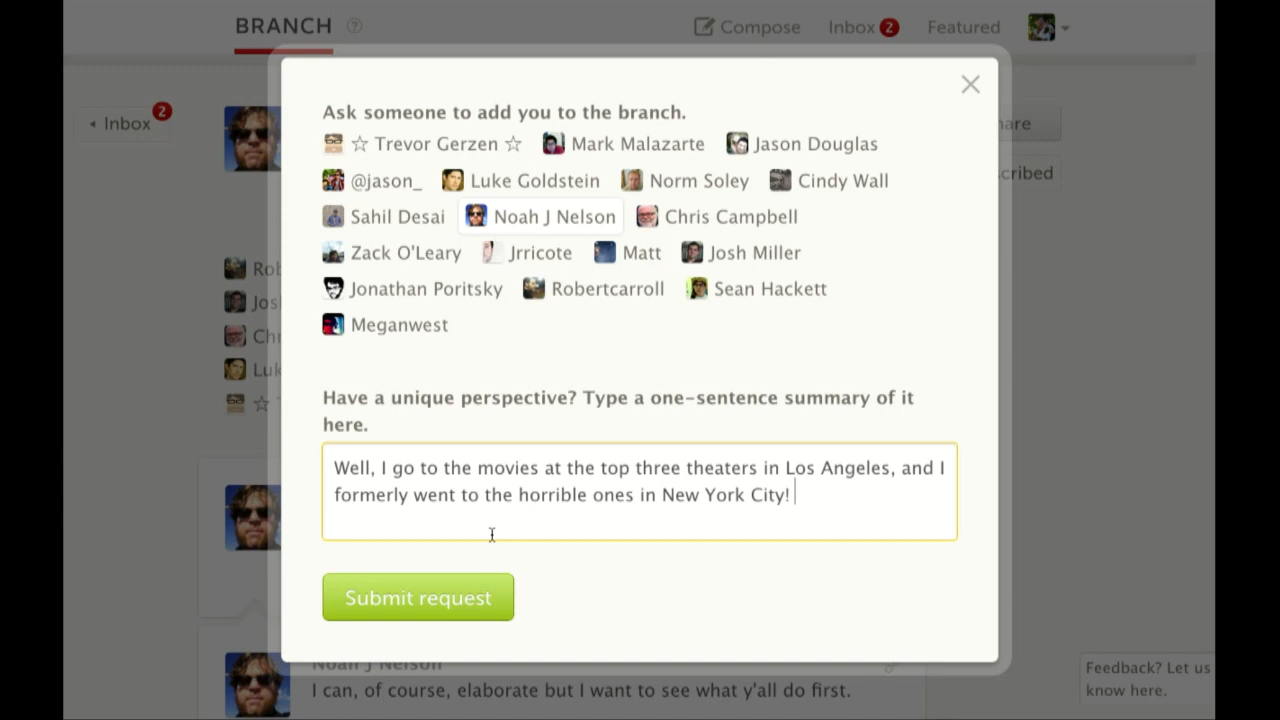 BRANCH ? Compose Inbox 2 Featured
Inbox 2
Ask someone to add you to the branch.
☆ Trevor Gerzen ☆ Mark Malazarte Jason Douglas
@jason_ Luke Goldstein Norm Soley Cindy Wall
Sahil Desai Noah J Nelson Chris Campbell
Zack O'Leary Jrricote Matt Josh Miller
Jonathan Poritsky Robertcarroll Sean Hackett
Meganwest
Have a unique perspective? Type a one-sentence summary of it
here.
Well, I go to the movies at the top three theaters in Los Angeles, and I
formerly went to the horrible ones in New York City!
Submit request
Noah J Nelson
I can, of course, elaborate but I want to see what y'all do first.
Feedback? Let us
know here.